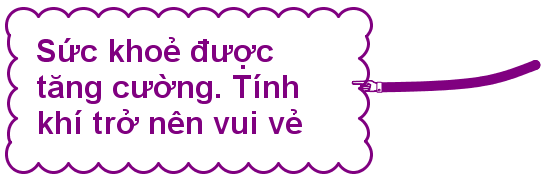 Sức khoẻ được
tăng cường. Tính
khí trở nên vui vẻ